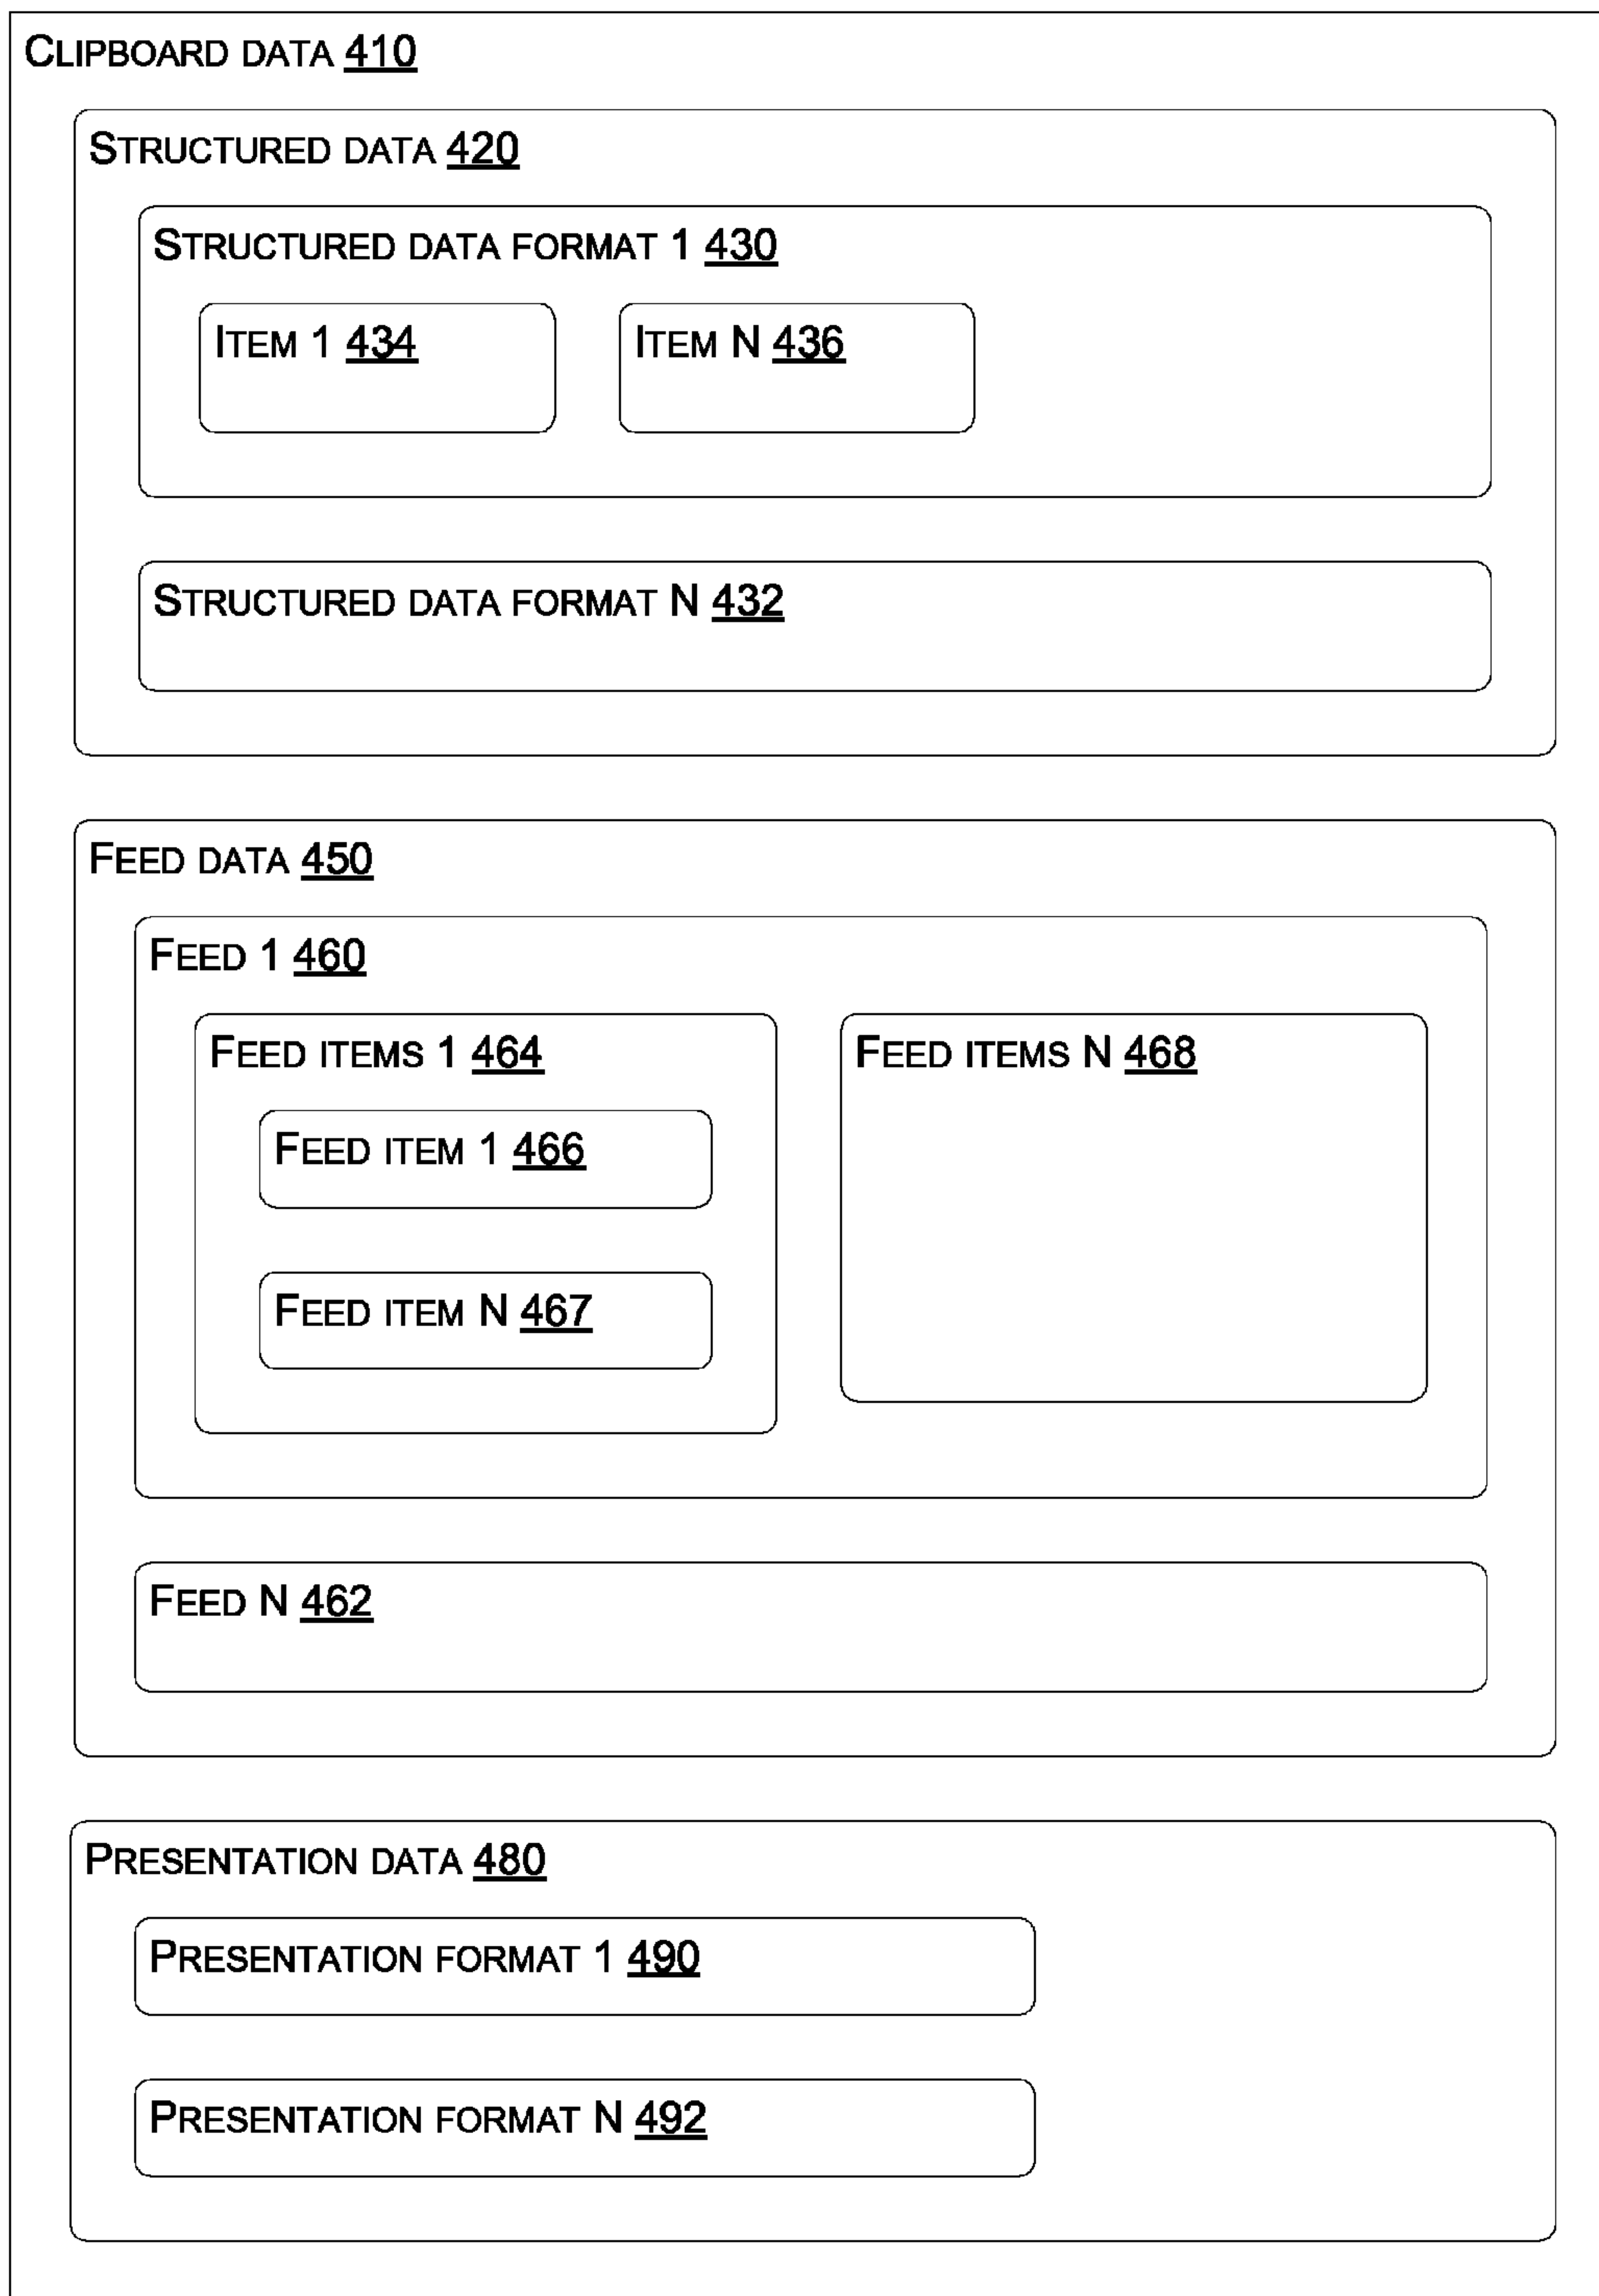 CLIPBOARD DATA 410
STRUCTURED DATA 420
STRUCTURED DATA FORMAT 1 430
ITEM 1 434
ITEM N 436
STRUCTURED DATA FORMAT N 432
FEED DATA 450
FEED 1 460
FEED ITEMS 1 464
FEED ITEMS N 468
FEED ITEM 1 466
FEED ITEM N 467
FEED N 462
PRESENTATION DATA 480
PRESENTATION FORMAT 1 490
PRESENTATION FORMAT N 492